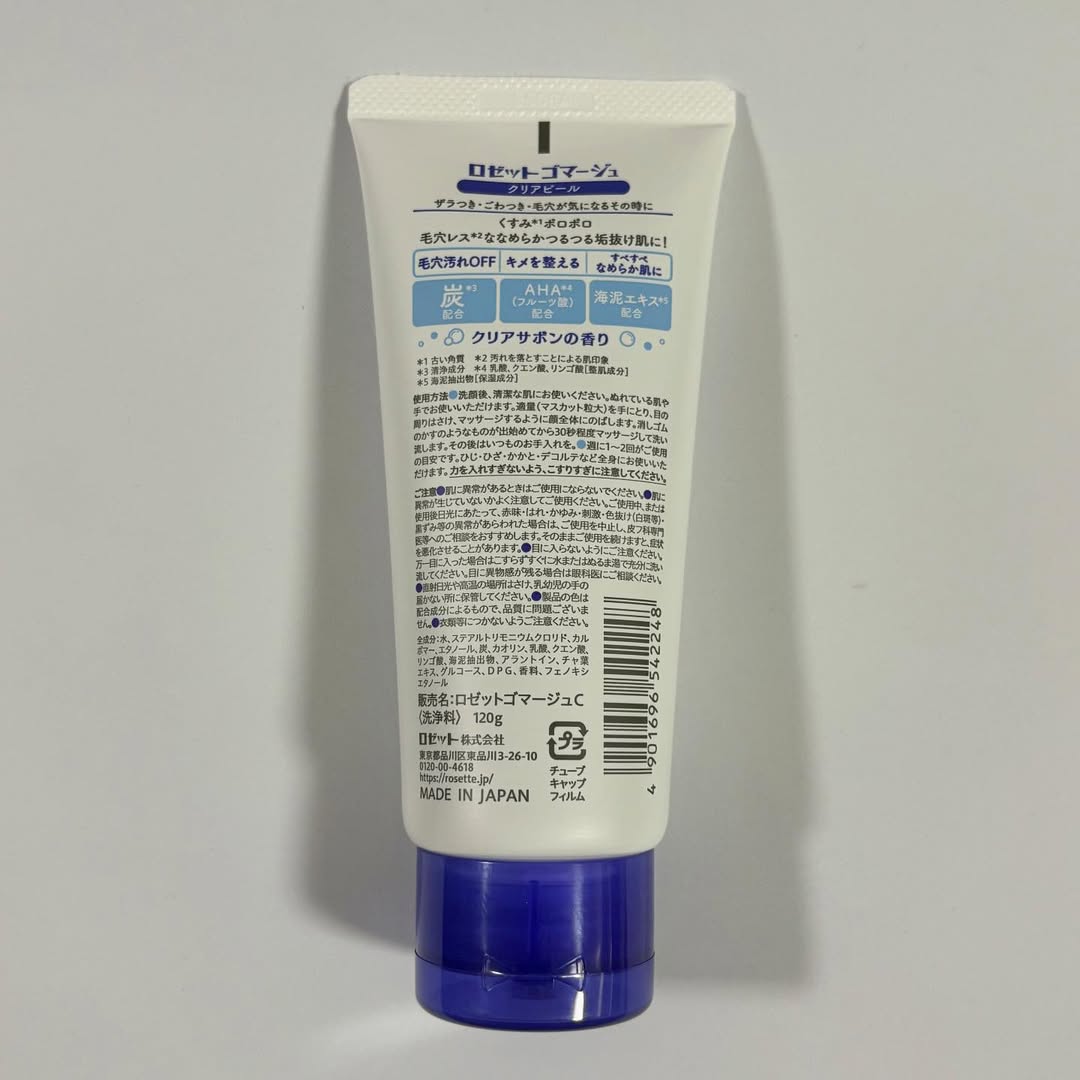 ロゼットゴマージュ
クリアピール
ザラつき・ごわつき・毛穴が気になるその時に
くすみ*1ポロポロ
毛穴レス*2ななめらかつるつる垢抜け肌に!
毛穴汚れOFF キメを整える すべすべなめらか肌に
炭*3配合 AHA*4(フルーツ酸)配合 海泥エキス*5配合
クリアサボンの香り
*1 古い角質 *2 汚れを落とすことによる肌印象
*3 清浄成分 *4 乳酸、クエン酸、リンゴ酸[整肌成分]
*5 海泥抽出物[保湿成分]
使用方法●洗顔後、清潔な肌にお使いください。ぬれている肌や
手でお使いいただけます。適量(マスカット粒大)を手にとり、目の
周りはさけ、マッサージするように顔全体にのばします。消しゴム
のかすのようなものが出始めてから30秒程度マッサージして洗い
流します。その後はいつものお手入れを。●週に1〜2回がご使用
の目安です。ひじ・ひざ・かかと・デコルテなど全身にお使いいた
だけます。力を入れすぎないよう、こすりすぎに注意してください。
ご注意●肌に異常があるときはご使用にならないでください。●肌に
異常が生じていないかよく注意してご使用ください。ご使用中、または
使用後日光にあたって、赤味・はれ・かゆみ・刺激・色抜け(白斑等)・
黒ずみ等の異常があらわれた場合は、ご使用を中止し、皮フ科専門
医等へのご相談をおすすめします。そのままご使用を続けますと、症状
を悪化させることがあります。●目に入らないようにご注意ください。
万一目に入った場合はこすらずすぐに水またはぬるま湯で充分に洗い
流してください。目に異物感が残る場合は眼科医にご相談ください。
●直射日光や高温の場所はさけ、乳幼児の手の
届かない所に保管してください。●製品の色は
配合成分によるもので、品質に問題ございま
せん。●衣類等につかないようご注意ください。
全成分:水、ステアルトリモニウムクロリド、カル
ボマー、エタノール、炭、カオリン、乳酸、クエン酸、
リンゴ酸、海泥抽出物、アラントイン、チャ葉
エキス、グルコース、DPG、香料、フェノキシ
エタノール
販売名:ロゼットゴマージュC
〈洗浄料〉 120g
ロゼット株式会社
東京都品川区東品川3-26-10
0120-00-4618
https://rosette.jp/
MADE IN JAPAN
プラ
チューブ
キャップ
フィルム
4 901696 542248